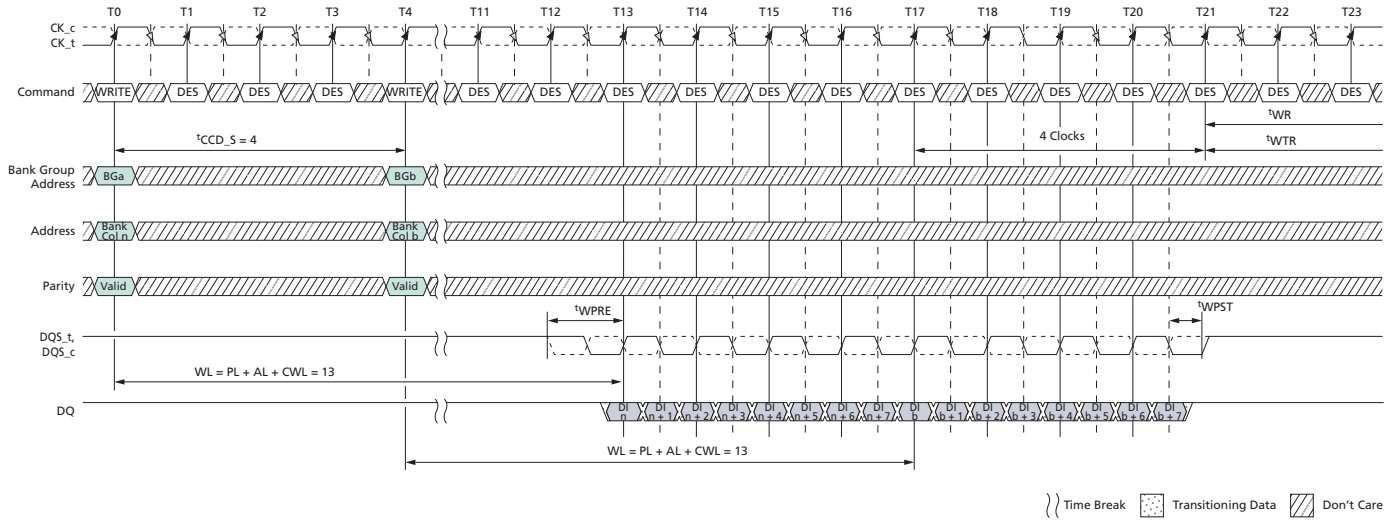 T0 T1 T2 T3 T4 T11 T12 T13 T14 T15 T16 T17 T18 T19 T20 T21 T22 T23
CK_c
CK_t
Command WRITE DES DES DES WRITE DES DES DES DES DES DES DES DES DES DES DES DES DES
tWR
tCCD_S = 4 4 Clocks tWTR
Bank Group
Address BGa BGb
Address Bank
Col n Bank
Col b
Parity Valid Valid
tWPRE tWPST
DQS_t,
DQS_c
WL = PL + AL + CWL = 13
DQ DI
n DI
n + 1 DI
n + 2 DI
n + 3 DI
n + 4 DI
n + 5 DI
n + 6 DI
n + 7 DI
b DI
b + 1 DI
b + 2 DI
b + 3 DI
b + 4 DI
b + 5 DI
b + 6 DI
b + 7
WL = PL + AL + CWL = 13
Time Break Transitioning Data Don't Care